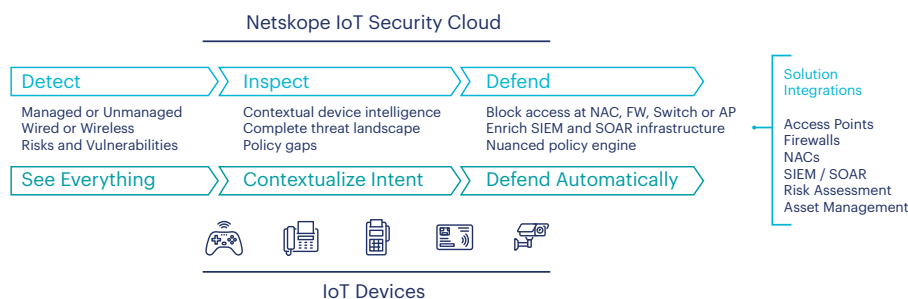 Netskope IoT Security Cloud
Detect
Inspect
Defend
Managed or Unmanaged
Wired or Wireless
Risks and Vulnerabilities
Contextual device intelligence
Complete threat landscape
Policy gaps
Block access at NAC, FW, Switch or AP
Enrich SIEM and SOAR infrastructure
Nuanced policy engine
See Everything
Contextualize Intent
Defend Automatically
Solution
Integrations
Access Points
Firewalls
NACs
SIEM / SOAR
Risk Assessment
Asset Management
IoT Devices